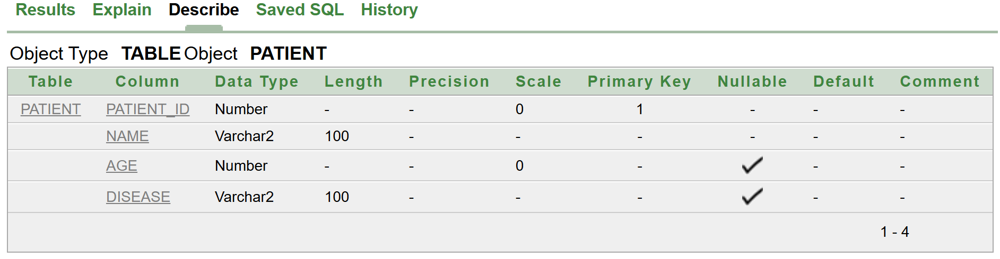 Results Explain Describe Saved SQL History
Object Type TABLE Object PATIENT
Table Column Data Type Length Precision Scale Primary Key Nullable Default Comment
PATIENT PATIENT_ID Number - - 0 1 - - -
NAME Varchar2 100 - - - - - -
AGE Number - - 0 - ✓ - -
DISEASE Varchar2 100 - - - ✓ - -
1 - 4